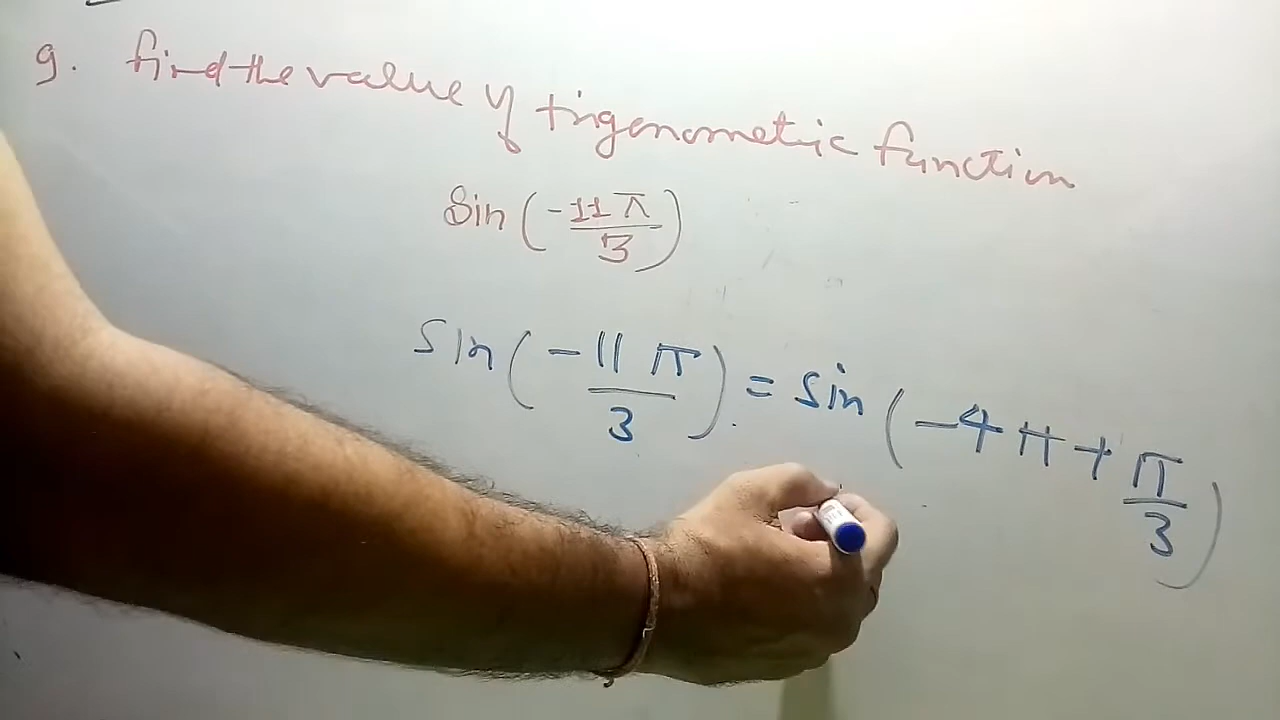 9. find the value of trigonometric function
Sin (-11π/3)
Sin (-11π/3) = Sin (-4π + π/3)